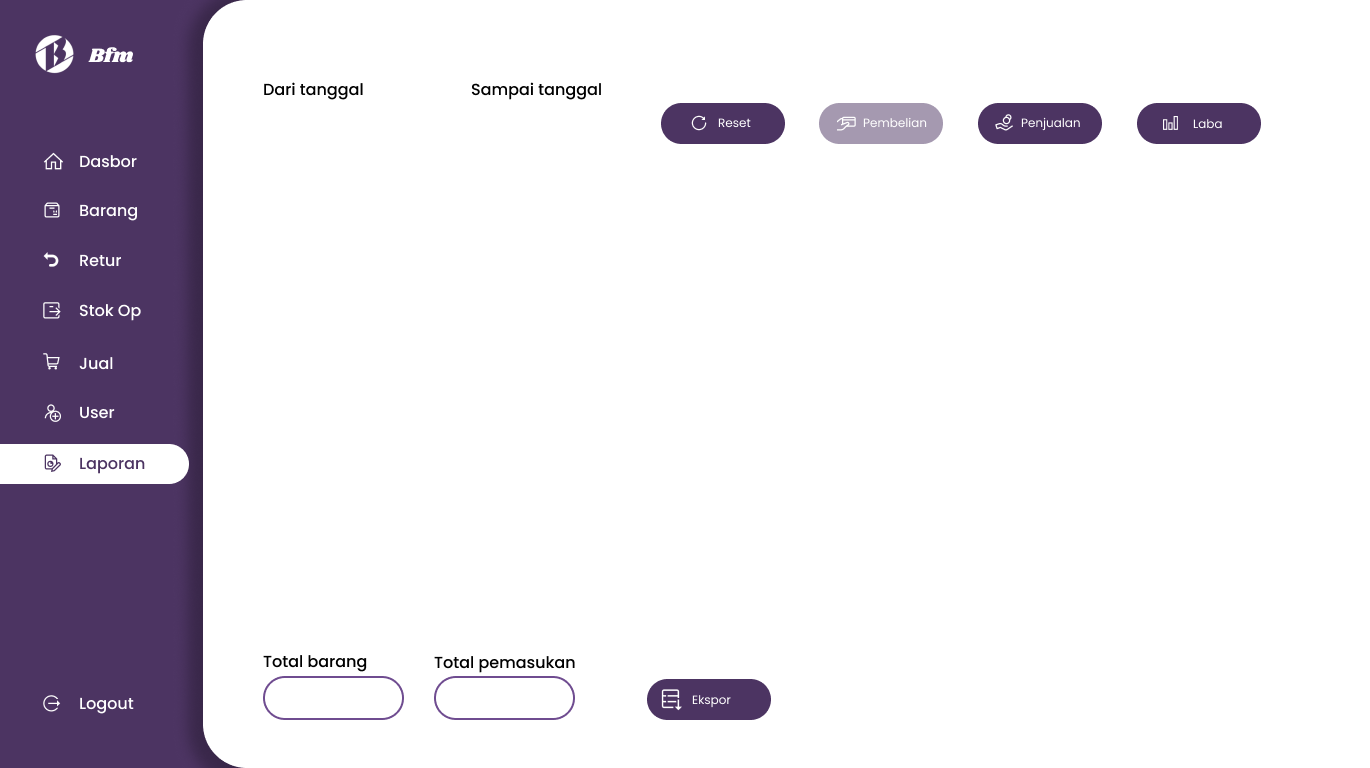 Bfm
Dasbor
Barang
Retur
Stok Op
Jual
User
Laporan
Logout
Dari tanggal
Sampai tanggal
Reset
Pembelian
Penjualan
Laba
Total barang
Total pemasukan
Ekspor